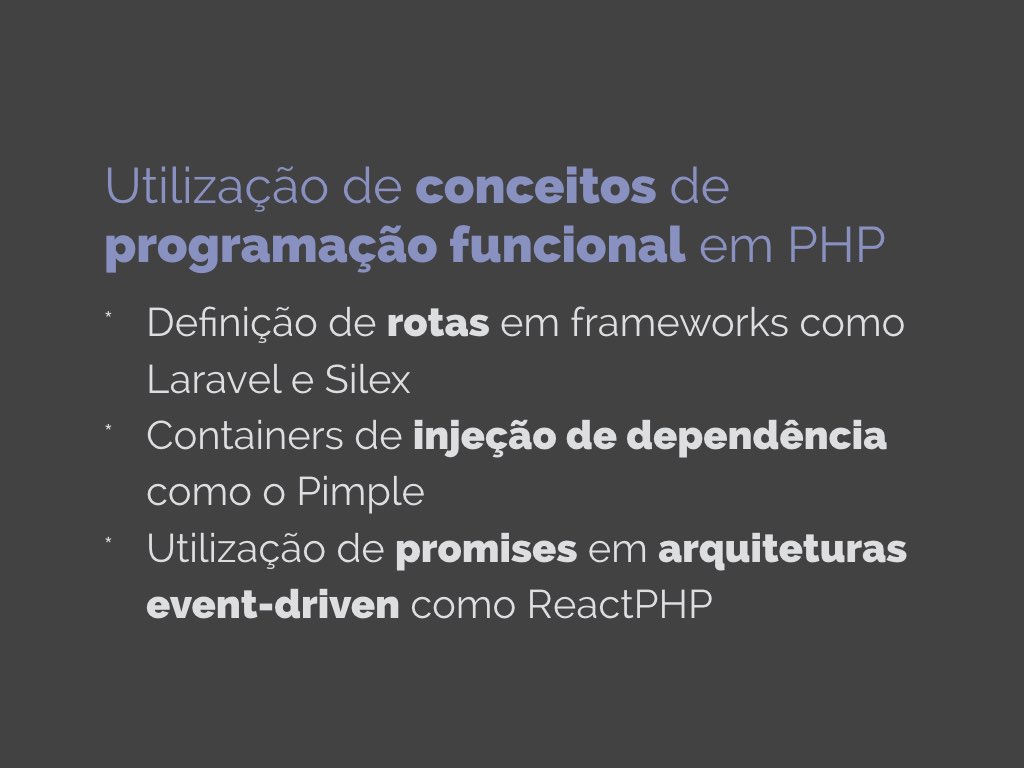 Utilização de conceitos de
programação funcional em PHP
* Definição de rotas em frameworks como
Laravel e Silex
* Containers de injeção de dependência
como o Pimple
* Utilização de promises em arquiteturas
event-driven como ReactPHP